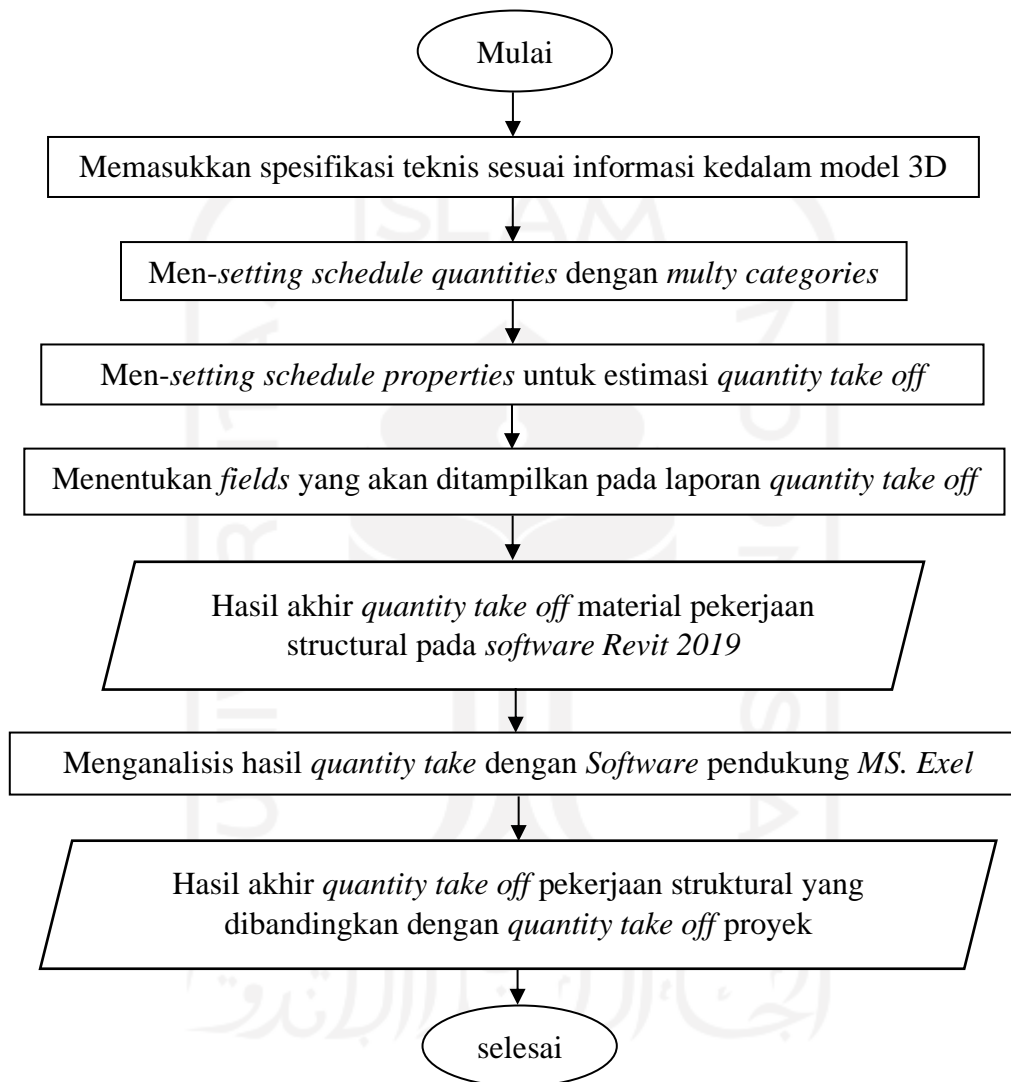 Mulai
Memasukkan spesifikasi teknis sesuai informasi kedalam model 3D
Men-setting schedule quantities dengan multy categories
Men-setting schedule properties untuk estimasi quantity take off
Menentukan fields yang akan ditampilkan pada laporan quantity take off
Hasil akhir quantity take off material pekerjaan
structural pada software Revit 2019
Menganalisis hasil quantity take dengan Software pendukung MS. Exel
Hasil akhir quantity take off pekerjaan struktural yang
dibandingkan dengan quantity take off proyek
selesai
ISLAM